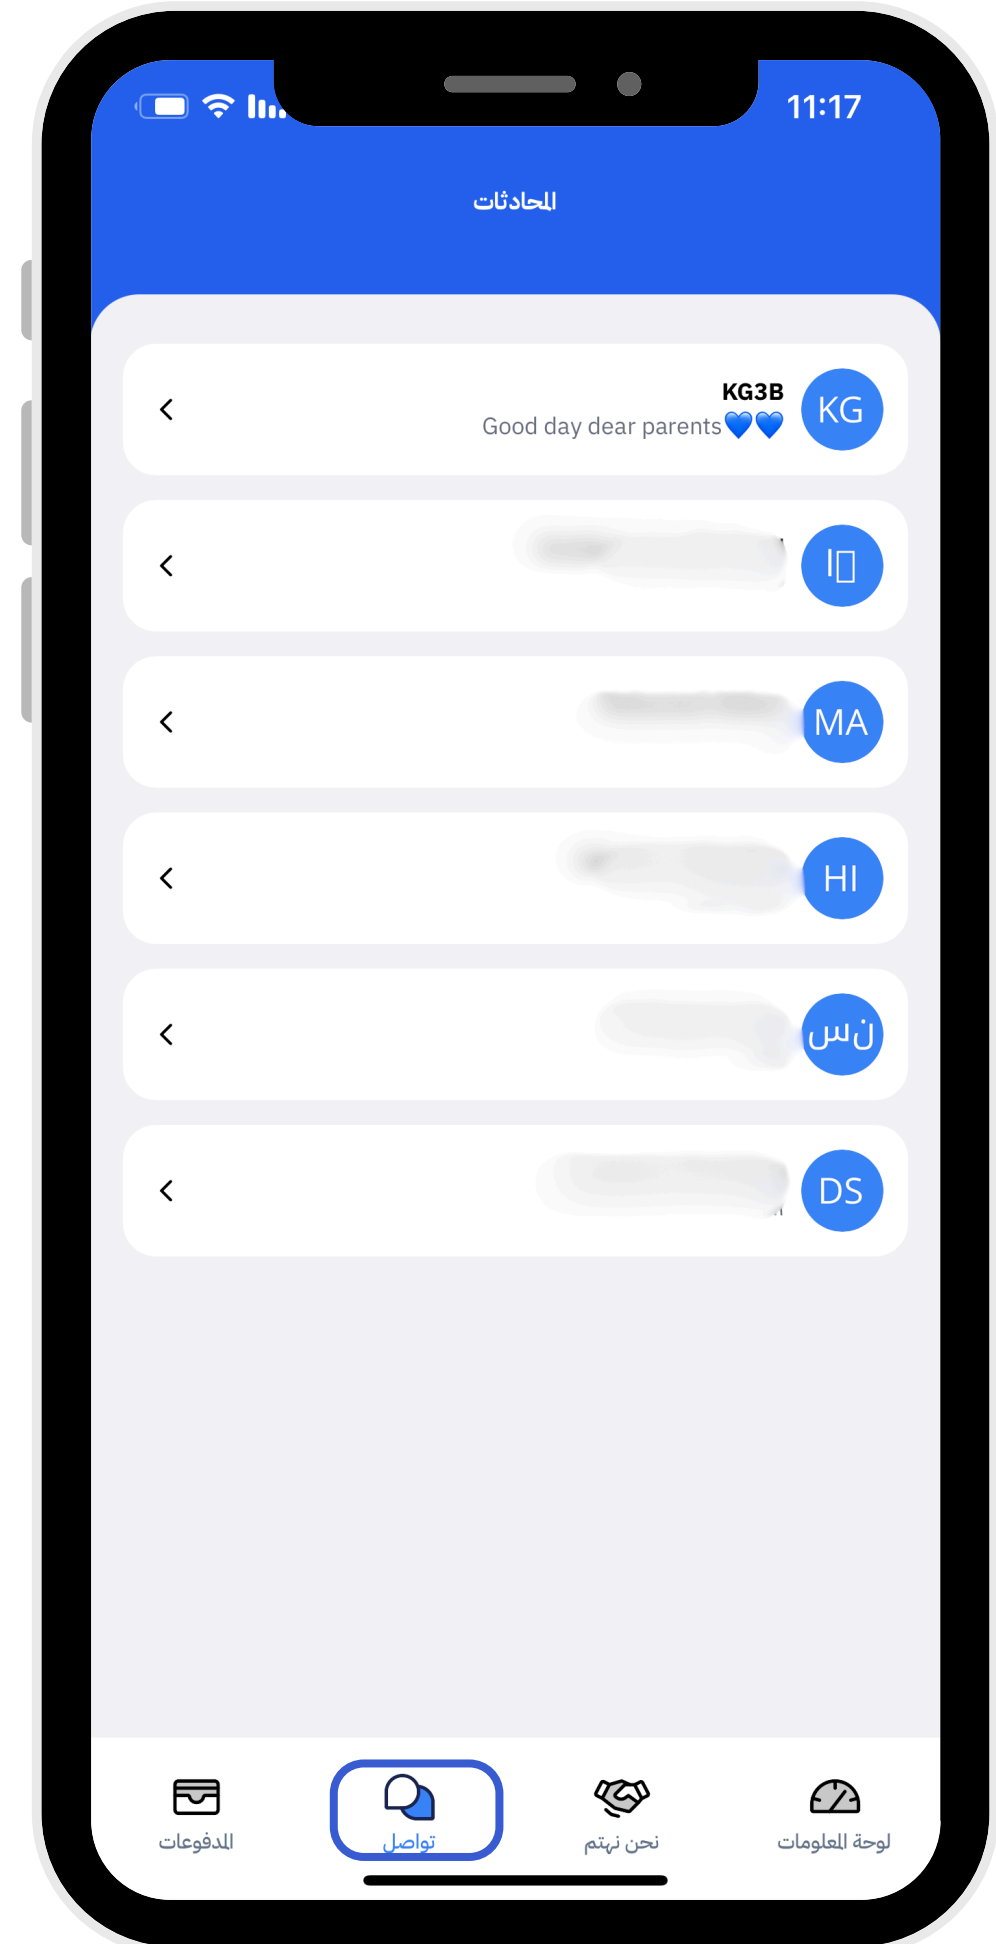 11:17
المحادثات
KG
KG3B
Good day dear parents💙💙
ا
MA
HI
ن س
DS
لوحة المعلومات
نحن نهتم
تواصل
المدفوعات